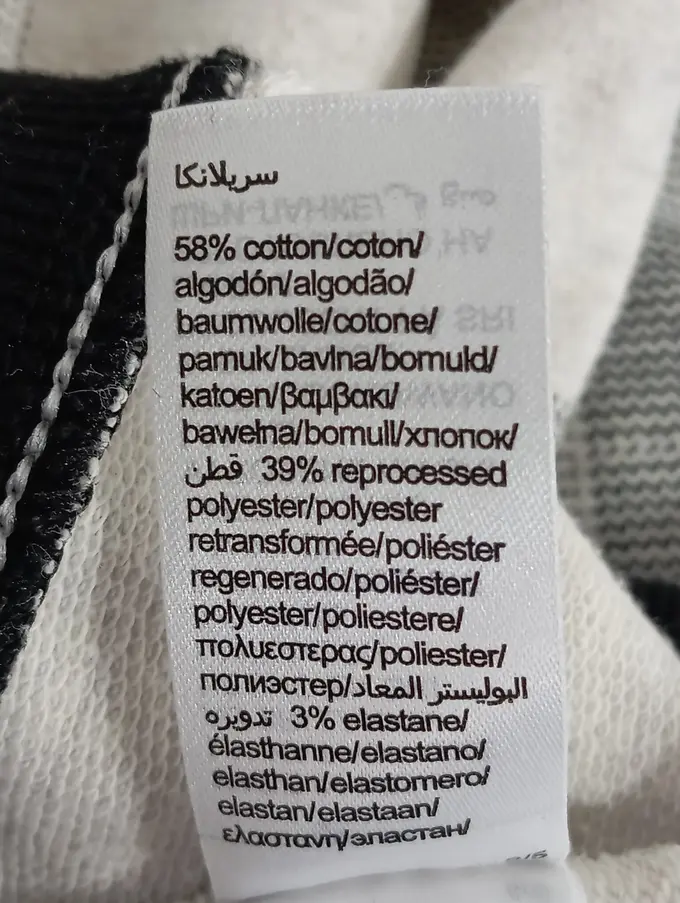 سريلانكا
58% cotton/coton/
algodón/algodão/
baumwolle/cotone/
pamuk/bavlna/bomuld/
katoen/βαμβακι/
bawełna/bomull/хлопок/
قطن 39% reprocessed
polyester/polyester
retransformée/poliéster
regenerado/poliéster/
polyester/poliestere/
πολυεστερας/poliester/
полиэстер/البوليستر المعاد
تدويره 3% elastane/
élasthanne/elastano/
elasthan/elastomero/
elastan/elastaan/
ελαστανη/эластан/